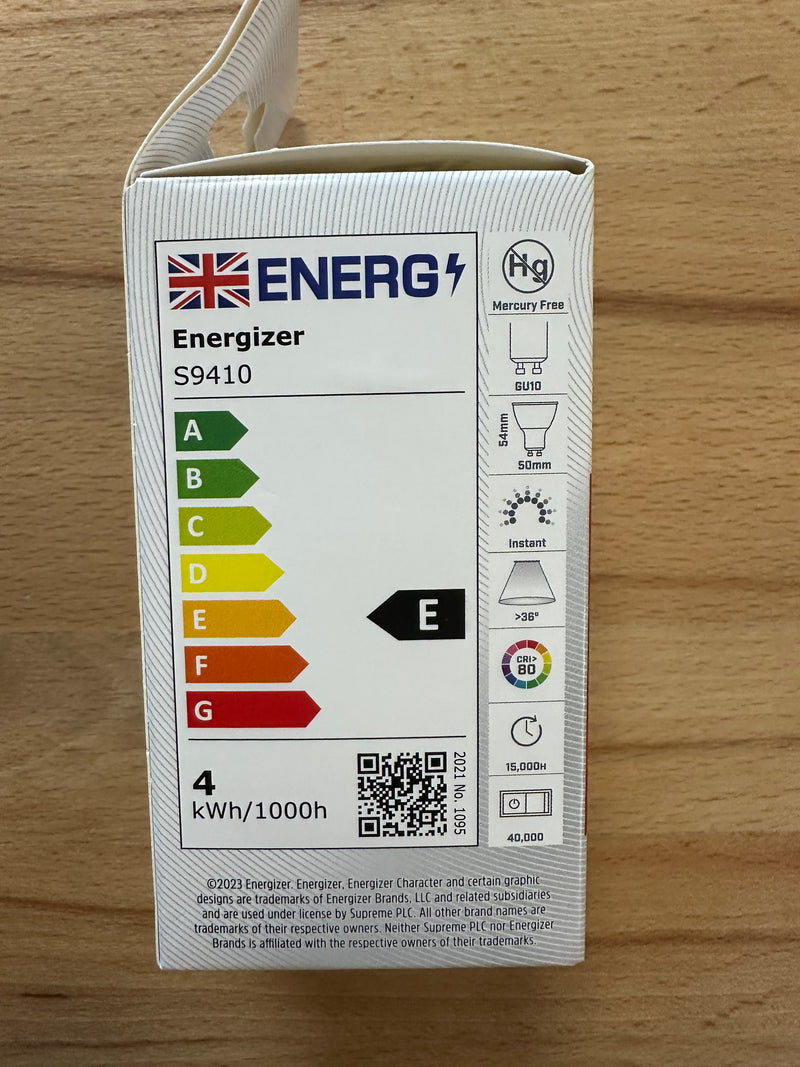 ENERG
Energizer
S9410
A
B
C
D
E
F
G
E
4
kWh/1000h
2021 No. 1095
Hg
Mercury Free
GU10
54mm
50mm
Instant
>36°
CRI>
80
15,000H
40,000
©2023 Energizer. Energizer, Energizer Character and certain graphic
designs are trademarks of Energizer Brands, LLC and related subsidiaries
and are used under license by Supreme PLC. All other brand names are
trademarks of their respective owners. Neither Supreme PLC nor Energizer
Brands is affiliated with the respective owners of their trademarks.